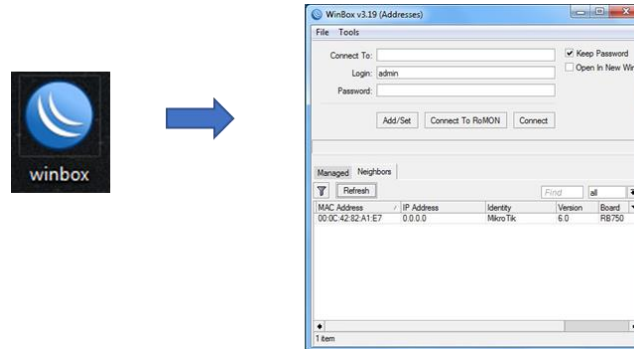 winbox
WinBox v3.19 (Addresses)
File Tools
Connect To:
Keep Password
Login: admin
Open In New Win
Password:
Add/Set Connect To RoMON Connect
Managed Neighbors
Refresh Find all
MAC Address / IP Address Identity Version Board
00:0C:42:82:A1:E7 0.0.0.0 MikroTik 6.0 RB750
1 item